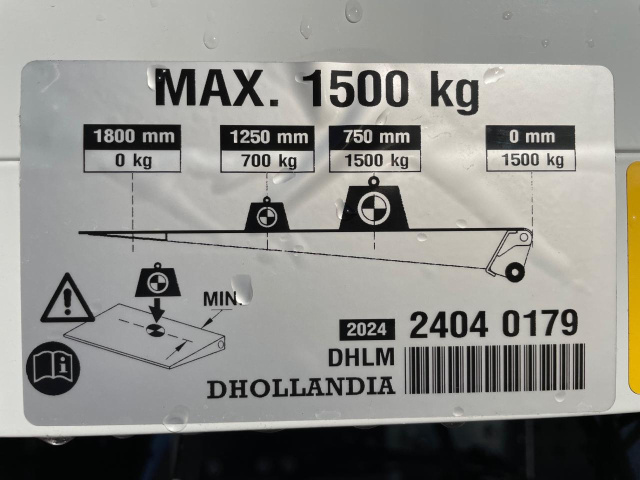 MAX. 1500 kg
1800 mm 1250 mm 750 mm 0 mm
0 kg 700 kg 1500 kg 1500 kg
MIN.
2024 2404 0179
DHLM
DHOLLANDIA